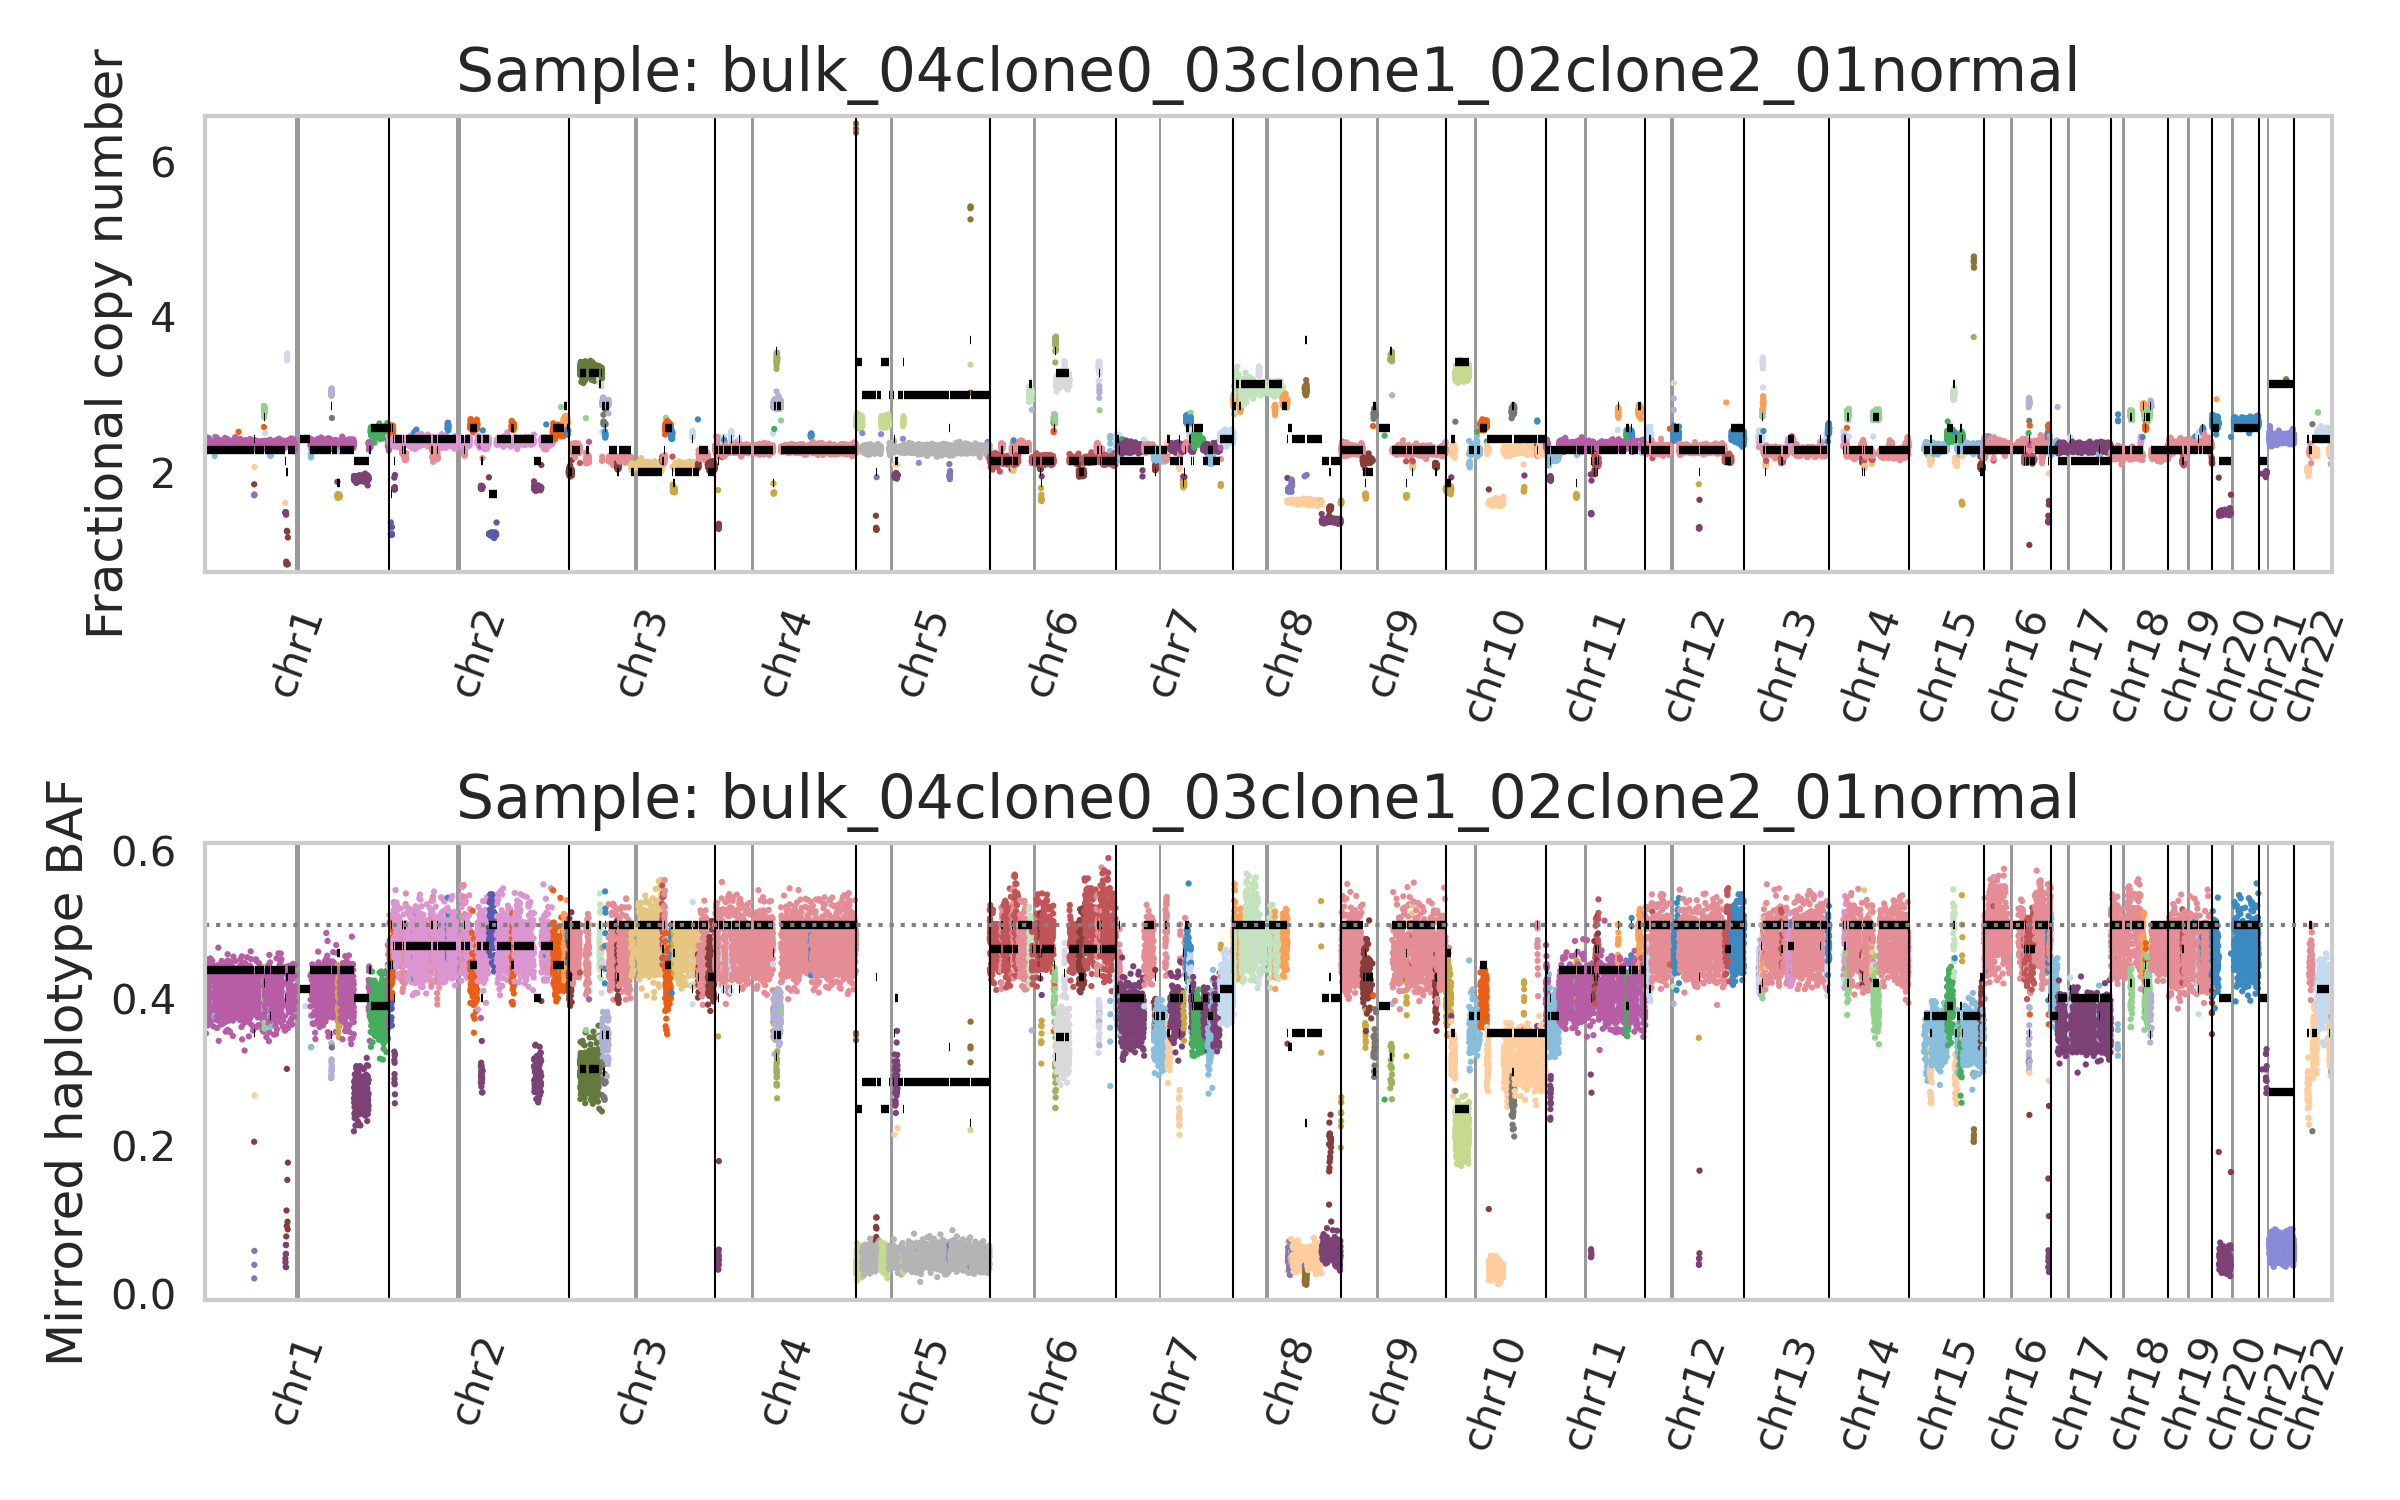 Sample: bulk_04clone0_03clone1_02clone2_01normal
Fractional copy number
6
4
2
chr1
chr2
chr3
chr4
chr5
chr6
chr7
chr8
chr9
chr10
chr11
chr12
chr13
chr14
chr15
chr16
chr17
chr18
chr19
chr20
chr21
chr22
Sample: bulk_04clone0_03clone1_02clone2_01normal
Mirrored haplotype BAF
0.6
0.4
0.2
0.0
chr1
chr2
chr3
chr4
chr5
chr6
chr7
chr8
chr9
chr10
chr11
chr12
chr13
chr14
chr15
chr16
chr17
chr18
chr19
chr20
chr21
chr22